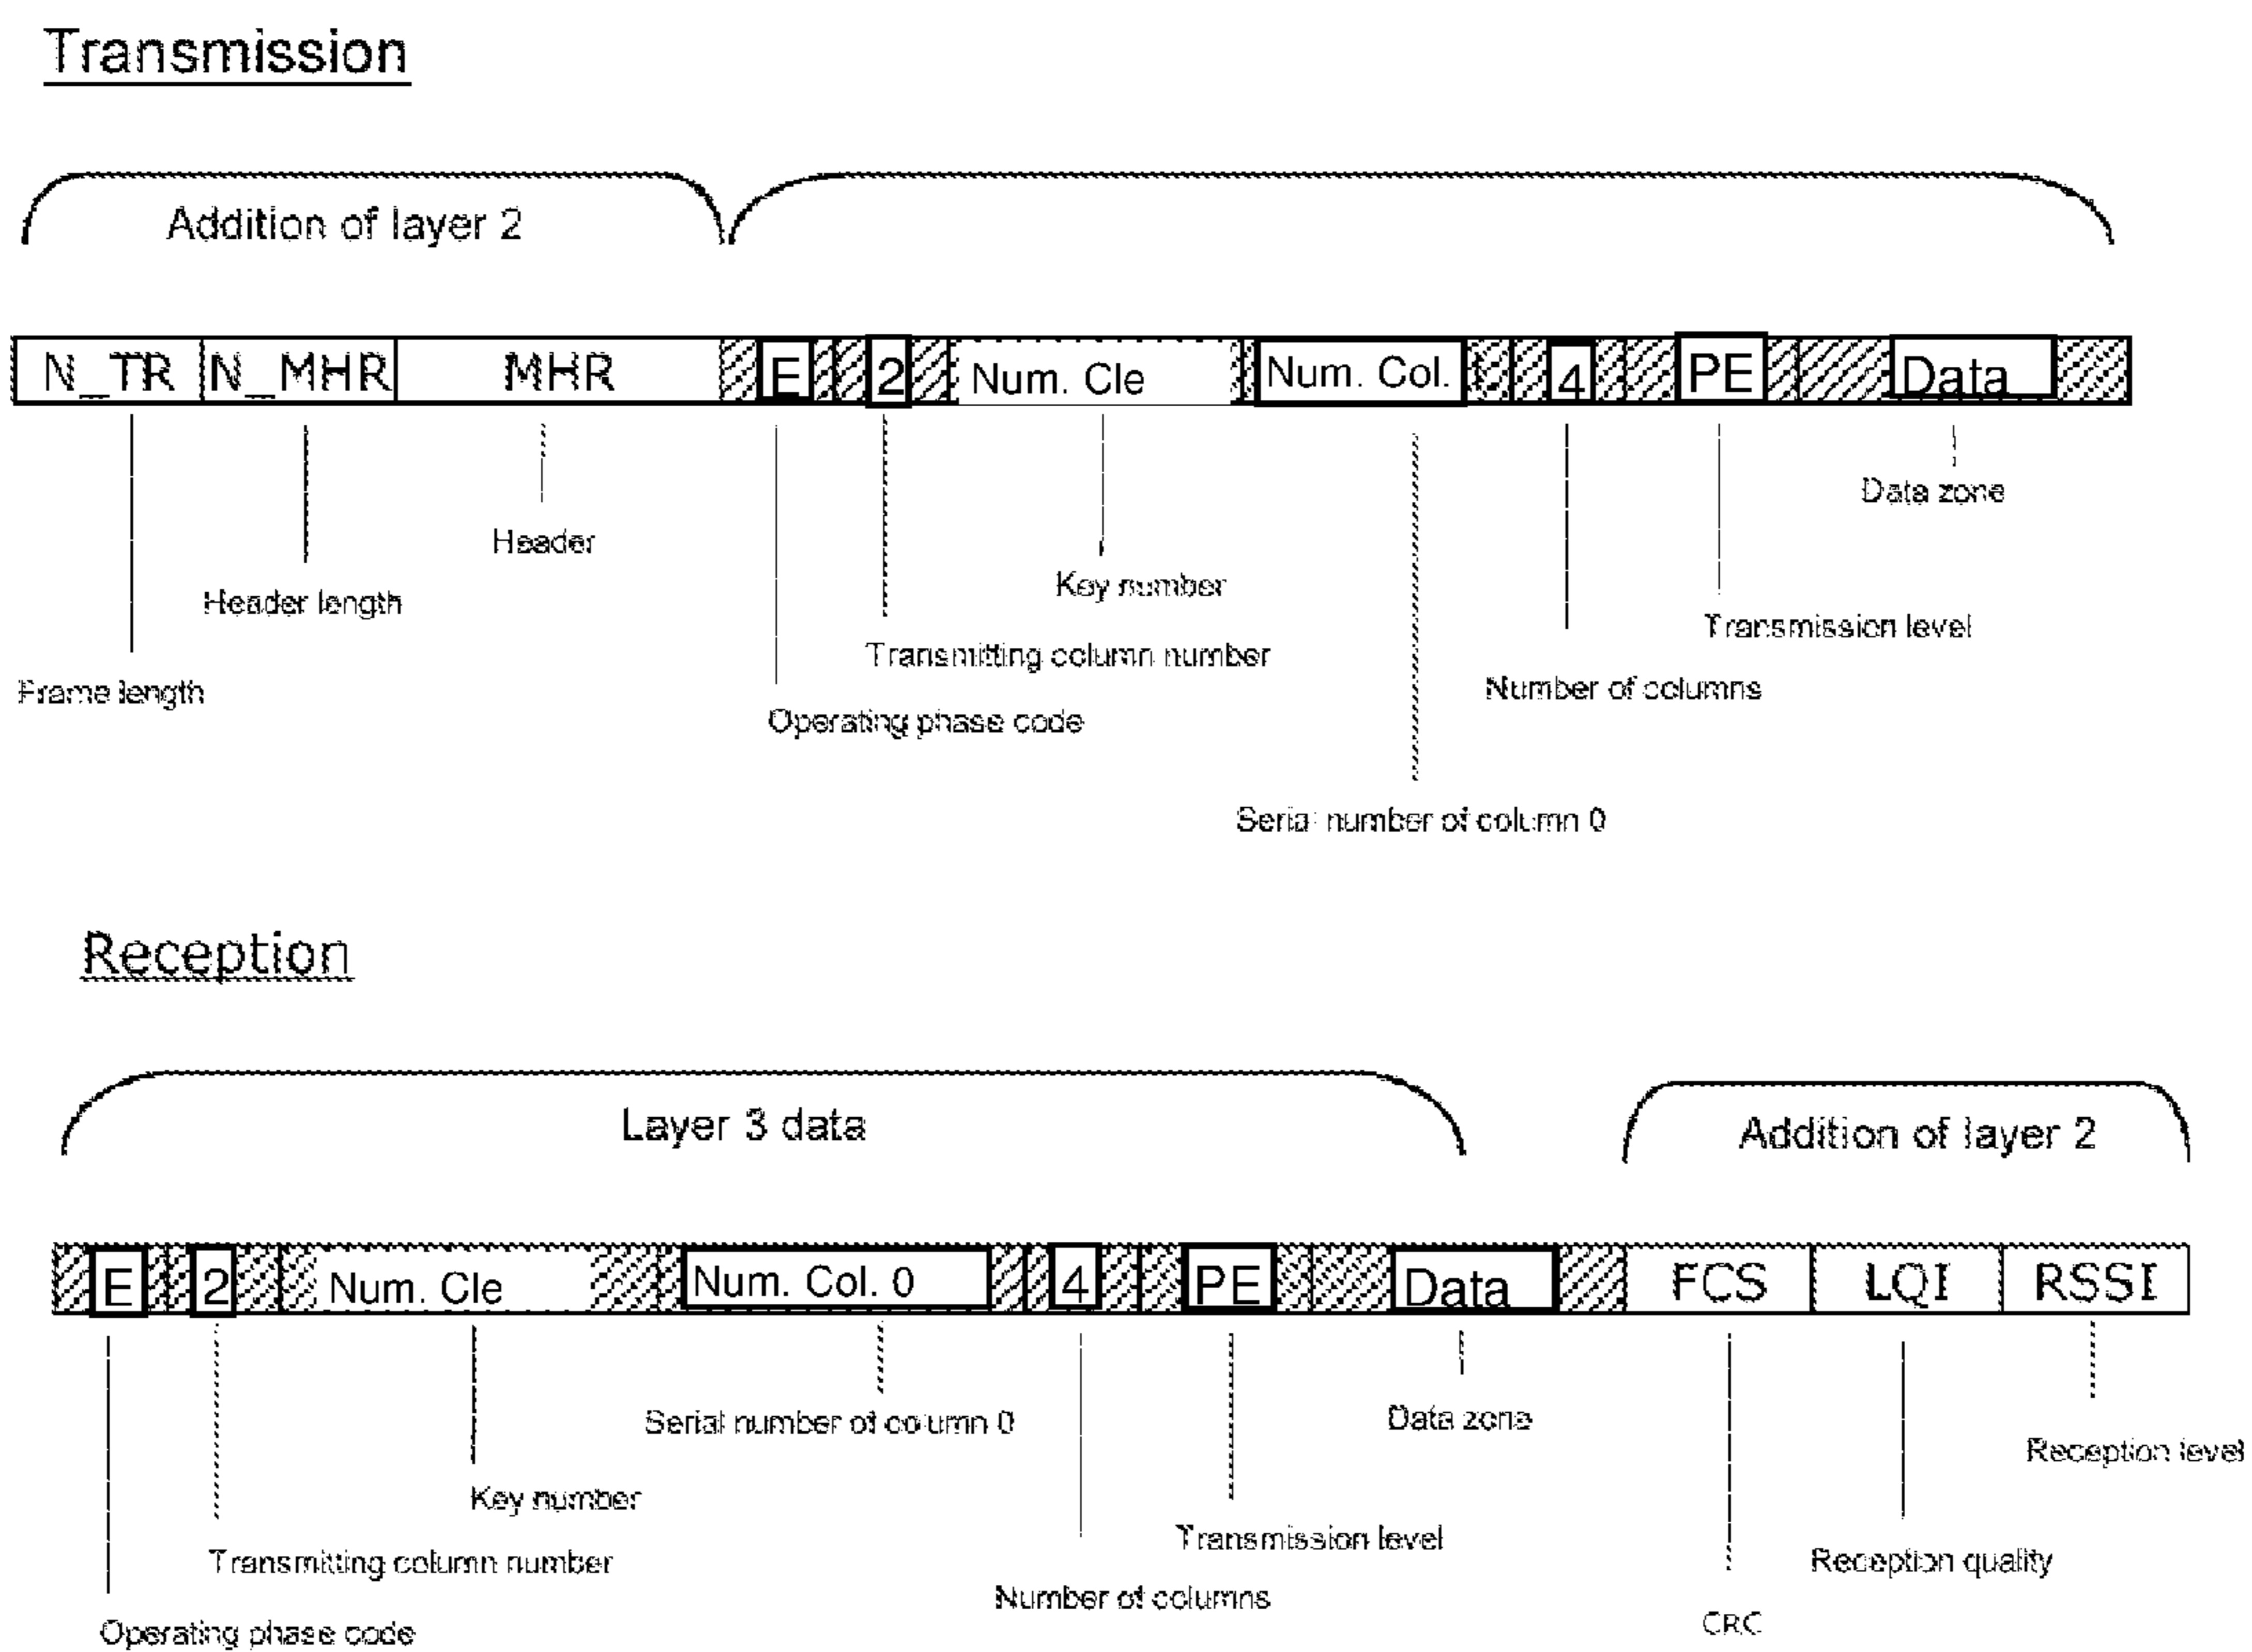 Transmission
Addition of layer 2
N_TR N_MHR MHR E 2 Num. Cle Num. Col. 4 PE Data
Data zone
Header
Key number
Header length
Transmission level
Transmitting column number
Number of columns
Frame length
Operating phase code
Serial number of column 0
Reception
Layer 3 data
Addition of layer 2
E 2 Num. Cle Num. Col. 0 4 PE Data FCS LQI RSSI
Data zone
Serial number of column 0
Reception level
Key number
Transmission level
Transmitting column number
Reception quality
Number of columns
CRC
Operating phase code